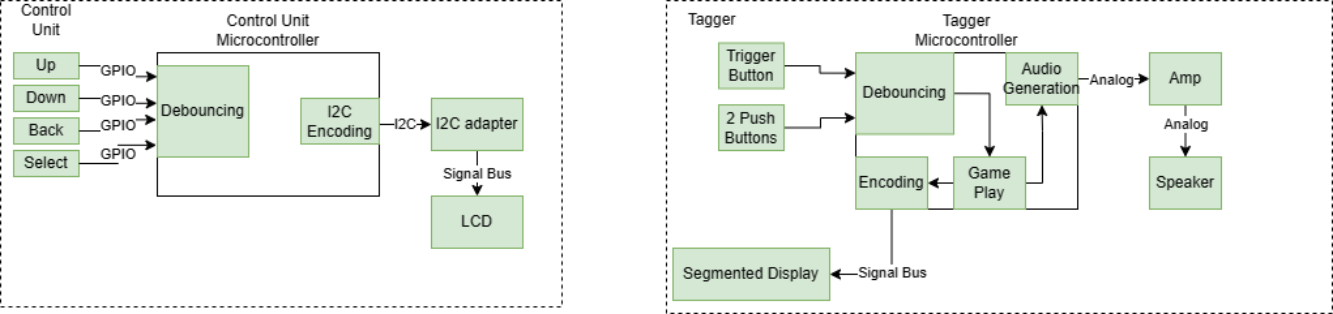 Control
Unit
Control Unit
Microcontroller
Up
GPIO
Down
GPIO
Back
GPIO
Select
GPIO
Debouncing
I2C
Encoding
I2C
I2C adapter
Signal Bus
LCD
Tagger
Tagger
Microcontroller
Trigger
Button
2 Push
Buttons
Debouncing
Audio
Generation
Analog
Amp
Analog
Speaker
Encoding
Game
Play
Signal Bus
Segmented Display